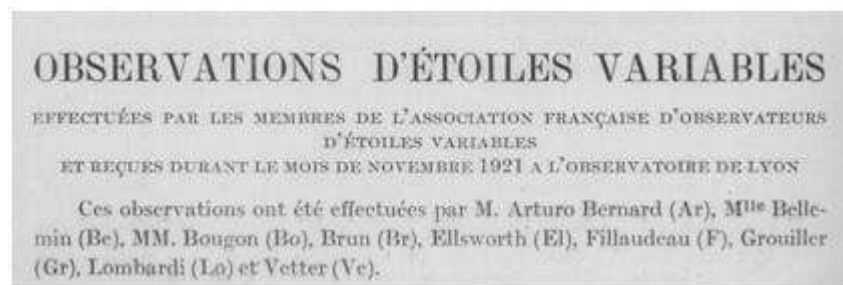 OBSERVATIONS D'ÉTOILES VARIABLES
EFFECTUÉES PAR LES MEMBRES DE L'ASSOCIATION FRANÇAISE D'OBSERVATEURS
D'ÉTOILES VARIABLES
ET REÇUES DURANT LE MOIS DE NOVEMBRE 1921 A L'OBSERVATOIRE DE LYON
Ces observations ont été effectuées par M. Arturo Bernard (Ar), Mlle Belle-
min (Be), MM. Bougon (Bo), Brun (Br), Ellsworth (El), Fillaudeau (F), Grouiller
(Gr), Lombardi (Lo) et Vetter (Ve).